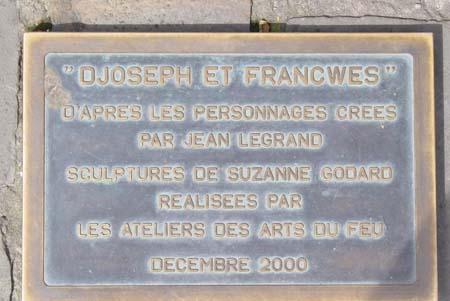 "DJOSEPH ET FRANCWES"
D'APRES LES PERSONNAGES CREES
PAR JEAN LEGRAND
SCULPTURES DE SUZANNE GODARD
REALISEES PAR
LES ATELIERS DES ARTS DU FEU
DECEMBRE 2000